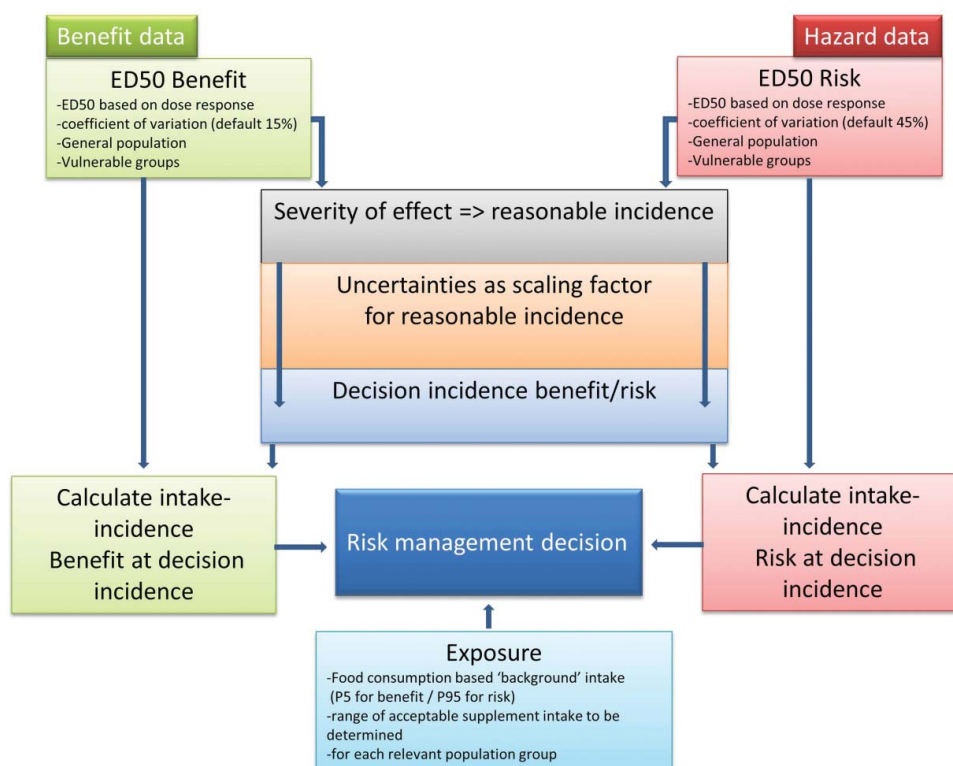 Benefit data
Hazard data
ED50 Benefit
-ED50 based on dose response
-coefficient of variation (default 15%)
-General population
-Vulnerable groups
ED50 Risk
-ED50 based on dose response
-coefficient of variation (default 45%)
-General population
-Vulnerable groups
Severity of effect => reasonable incidence
Uncertainties as scaling factor
for reasonable incidence
Decision incidence benefit/risk
Calculate intake-
incidence
Benefit at decision
incidence
Risk management decision
Calculate intake-
incidence
Risk at decision
incidence
Exposure
-Food consumption based ‘background’ intake
(P5 for benefit / P95 for risk)
-range of acceptable supplement intake to be
determined
-for each relevant population group